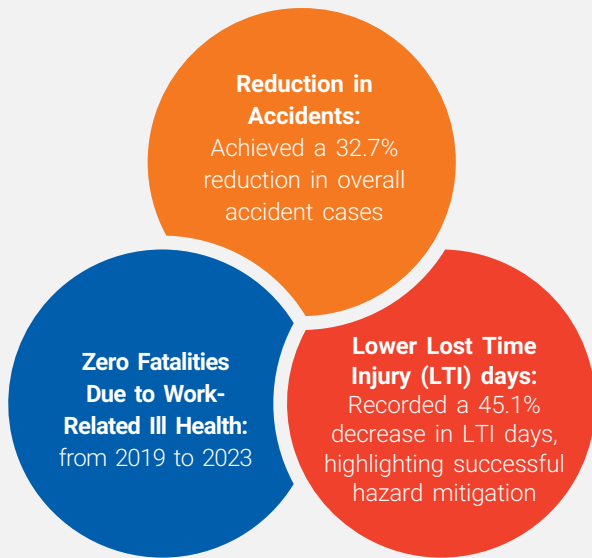 Reduction in
Accidents:
Achieved a 32.7%
reduction in overall
accident cases
Zero Fatalities
Due to Work-
Related Ill Health:
from 2019 to 2023
Lower Lost Time
Injury (LTI) days:
Recorded a 45.1%
decrease in LTI days,
highlighting successful
hazard mitigation